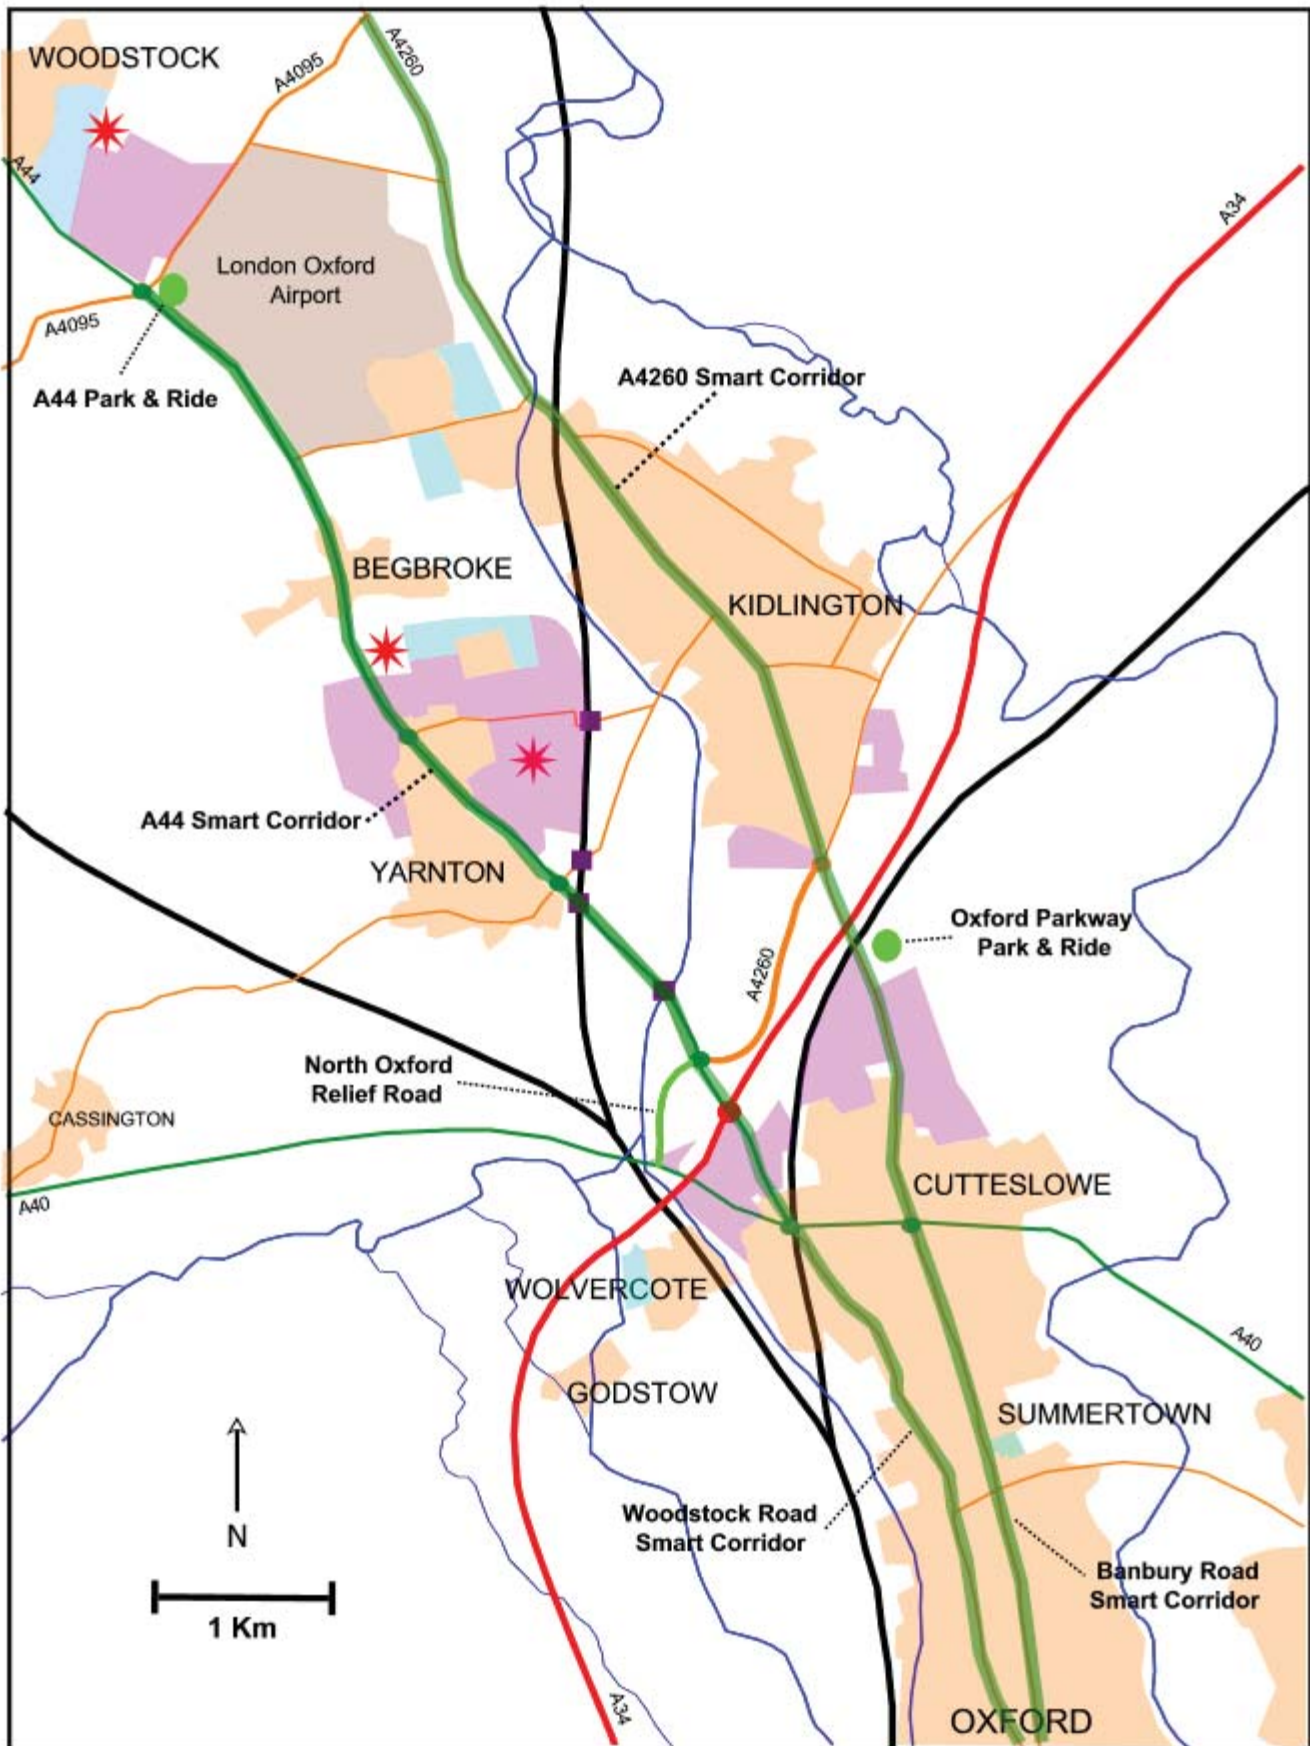 WOODSTOCK
A4095
A4260
A44
A34
London Oxford
Airport
A4095
A44 Park & Ride
A4260 Smart Corridor
BEGBROKE
KIDLINGTON
A44 Smart Corridor
YARNTON
Oxford Parkway
Park & Ride
A4260
North Oxford
Relief Road
CASSINGTON
CUTTESLOWE
A40
WOLVERCOTE
A40
GODSTOW
SUMMERTOWN
N
Woodstock Road
Smart Corridor
Banbury Road
Smart Corridor
1 Km
A34
OXFORD